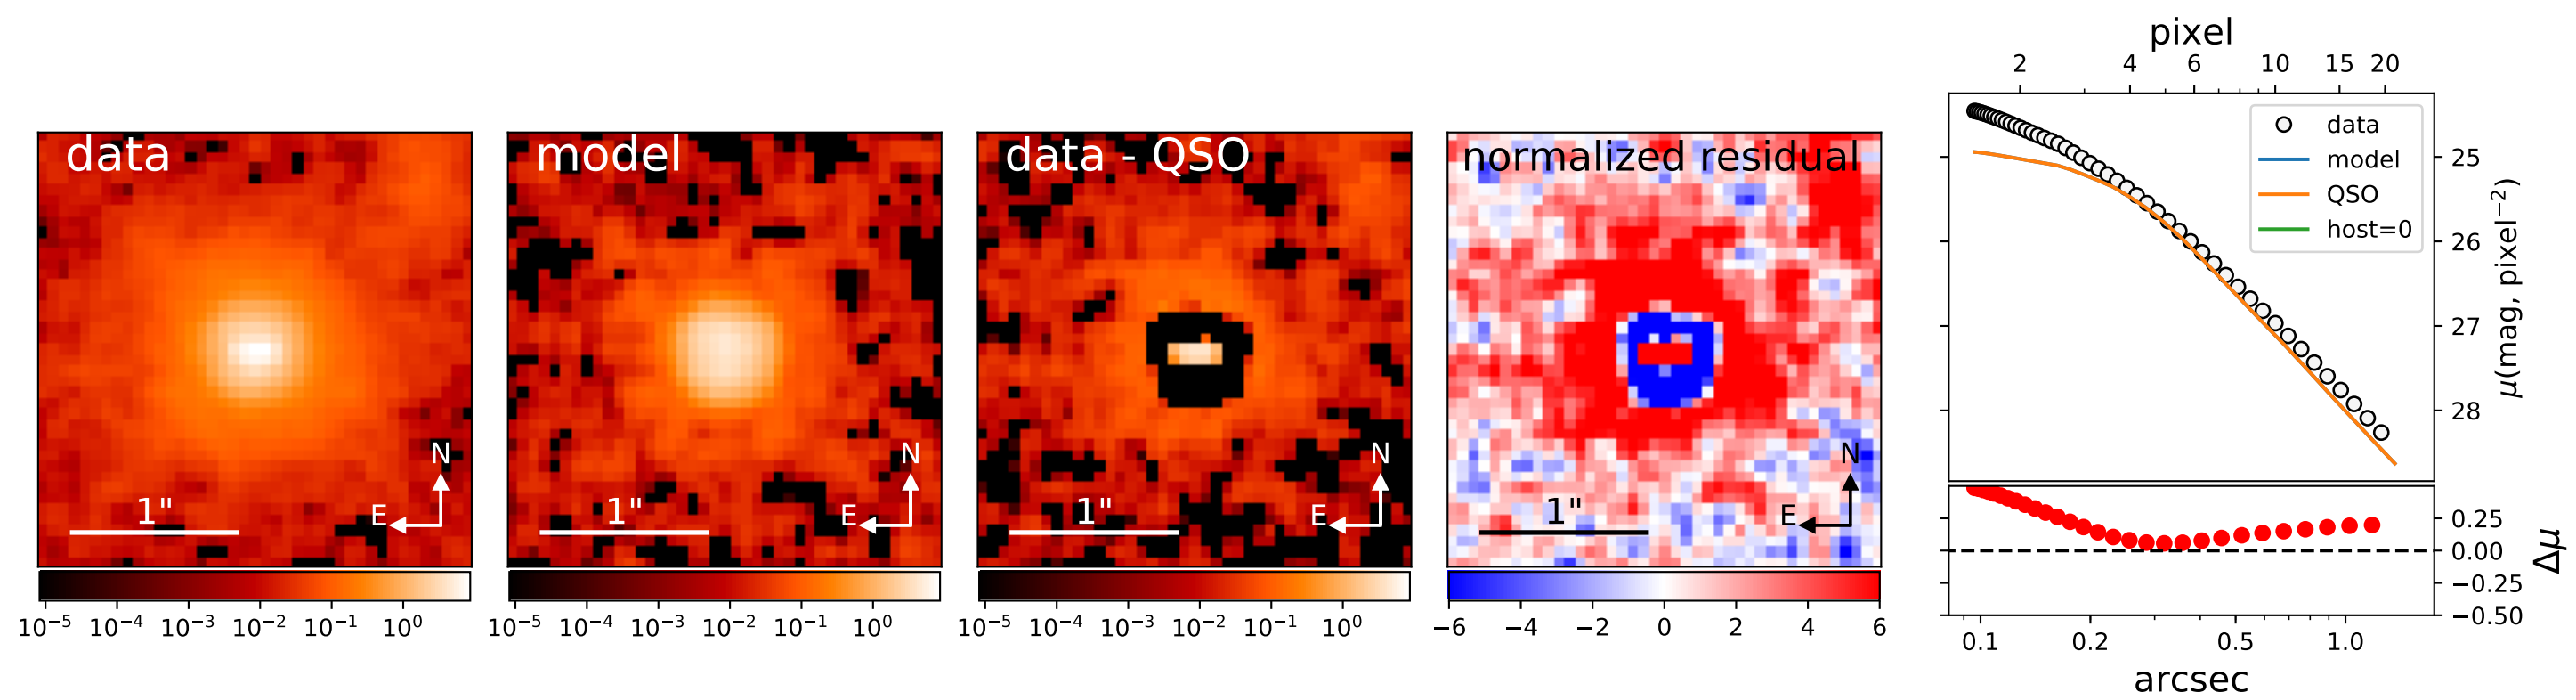 data
1"
N
E
10⁻⁵ 10⁻⁴ 10⁻³ 10⁻² 10⁻¹ 10⁰
model
1"
N
E
10⁻⁵ 10⁻⁴ 10⁻³ 10⁻² 10⁻¹ 10⁰
data - QSO
1"
N
E
10⁻⁵ 10⁻⁴ 10⁻³ 10⁻² 10⁻¹ 10⁰
normalized residual
1"
N
E
−6 −4 −2 0 2 4 6
pixel
2 4 6 10 15 20
data
model
QSO
host=0
25
26
27
28
μ(mag, pixel⁻²)
0.25
0.00
−0.25
−0.50
Δμ
0.1 0.2 0.5 1.0
arcsec